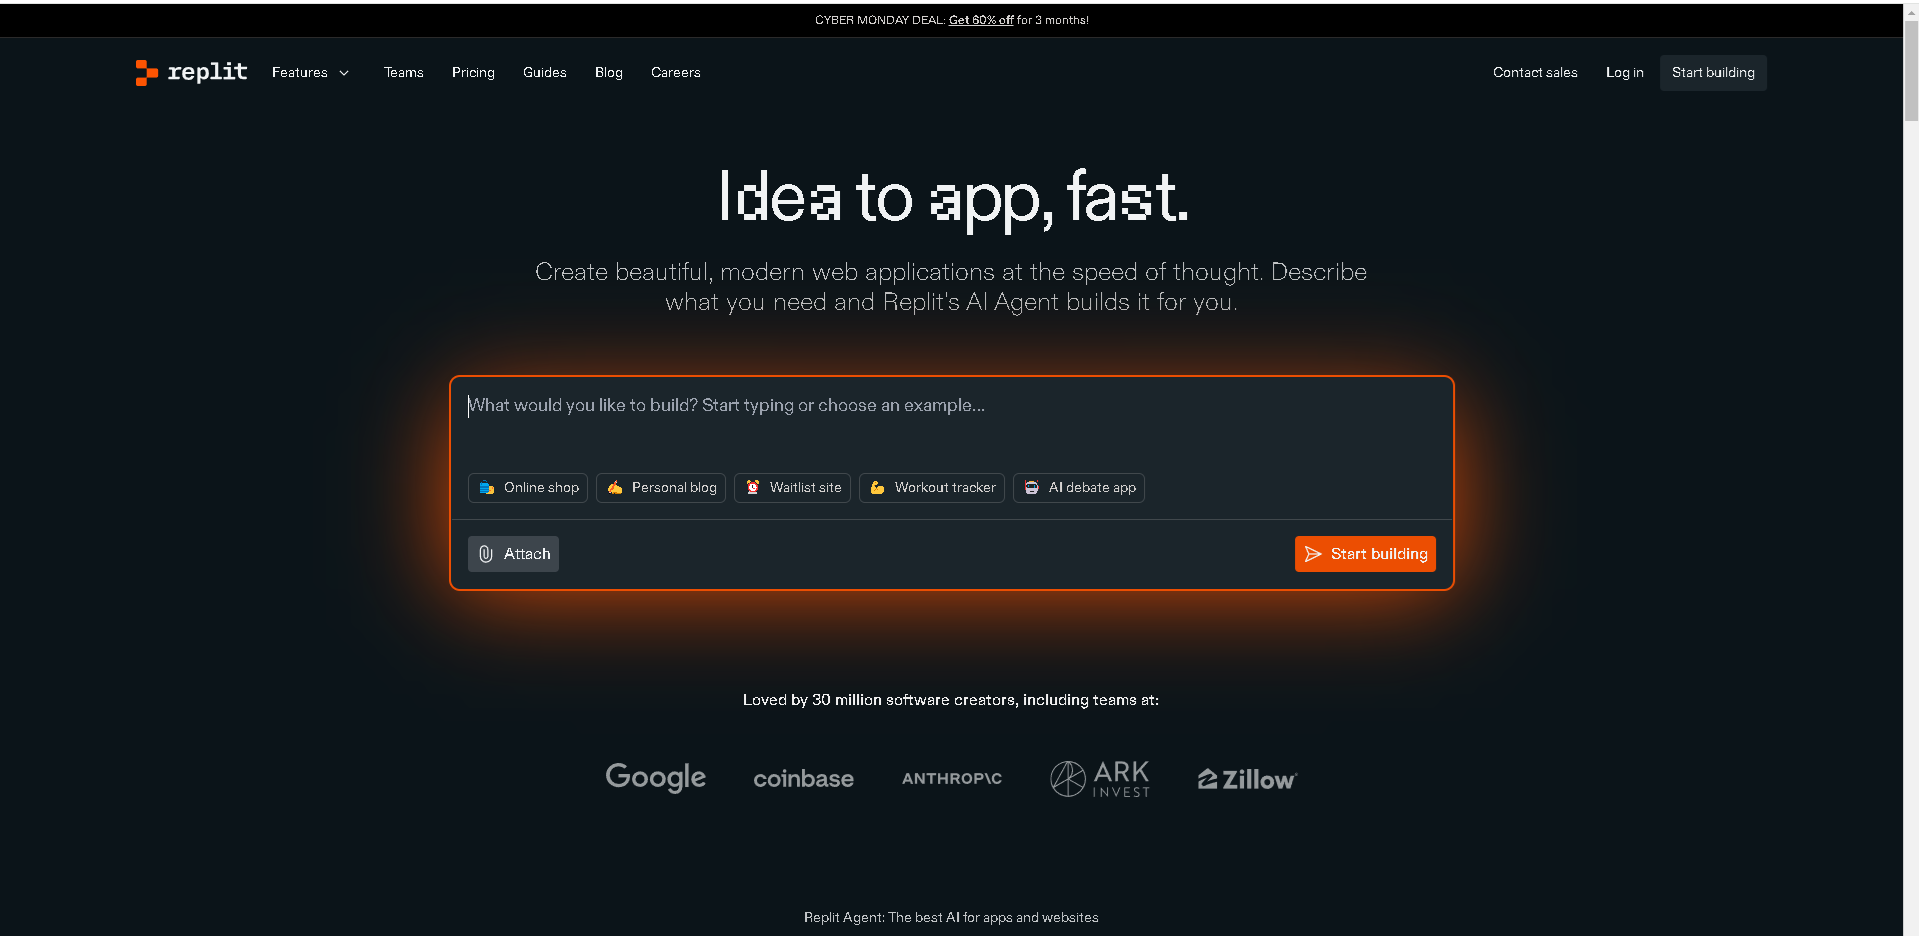 CYBER MONDAY DEAL: Get 60% off for 3 months!
replit Features Teams Pricing Guides Blog Careers Contact sales Log in Start building
Idea to app, fast.
Create beautiful, modern web applications at the speed of thought. Describe
what you need and Replit's AI Agent builds it for you.
What would you like to build? Start typing or choose an example...
Online shop Personal blog Waitlist site Workout tracker AI debate app
Attach Start building
Loved by 30 million software creators, including teams at:
Google coinbase ANTHROP\C ARK INVEST Zillow
Replit Agent: The best AI for apps and websites